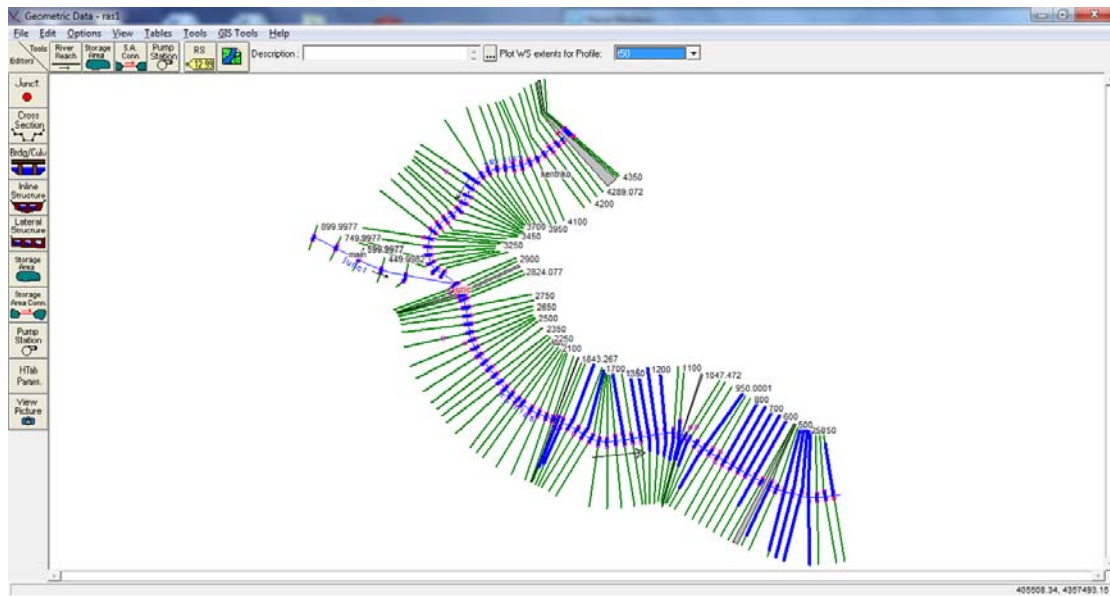 Geometric Data - ras1
File Edit Options View Tables Tools GIS Tools Help
Tools
Editors
River
Reach
Storage
Area
S.A.
Conn.
Pump
Station
RS
Description :
...
Plot WS extents for Profile:
t50
Junct.
Cross
Section
Brdg/Culv
Inline
Structure
Lateral
Structure
Storage
Area
Storage
Area Conn.
Pump
Station
HTab
Param.
View
Picture
4350
4289.072
kentriko
4200
4100
3950
3700
3450
3250
899.9977
749.9977
599.9977
449.9982
main
2900
2824.077
2750
2650
2500
2350
2250
2100
1843.267
1700
1350
1200
1100
1047.472
950.0001
800
700
600
500